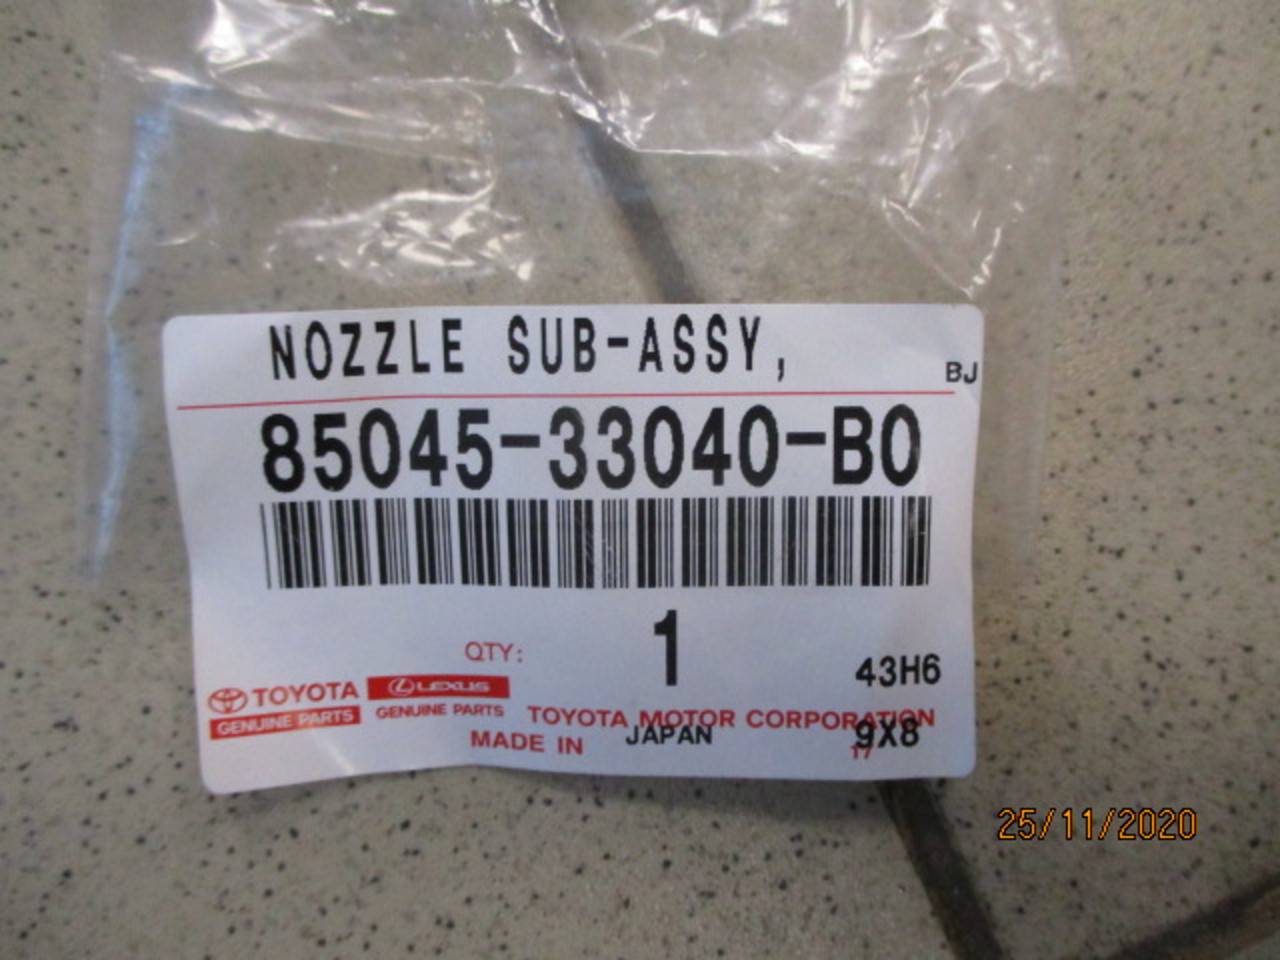 NOZZLE SUB-ASSY,
BJ
85045-33040-B0
QTY: 1
43H6
TOYOTA
GENUINE PARTS
LEXUS
GENUINE PARTS
TOYOTA MOTOR CORPORATION
MADE IN JAPAN
9X8
17
25/11/2020